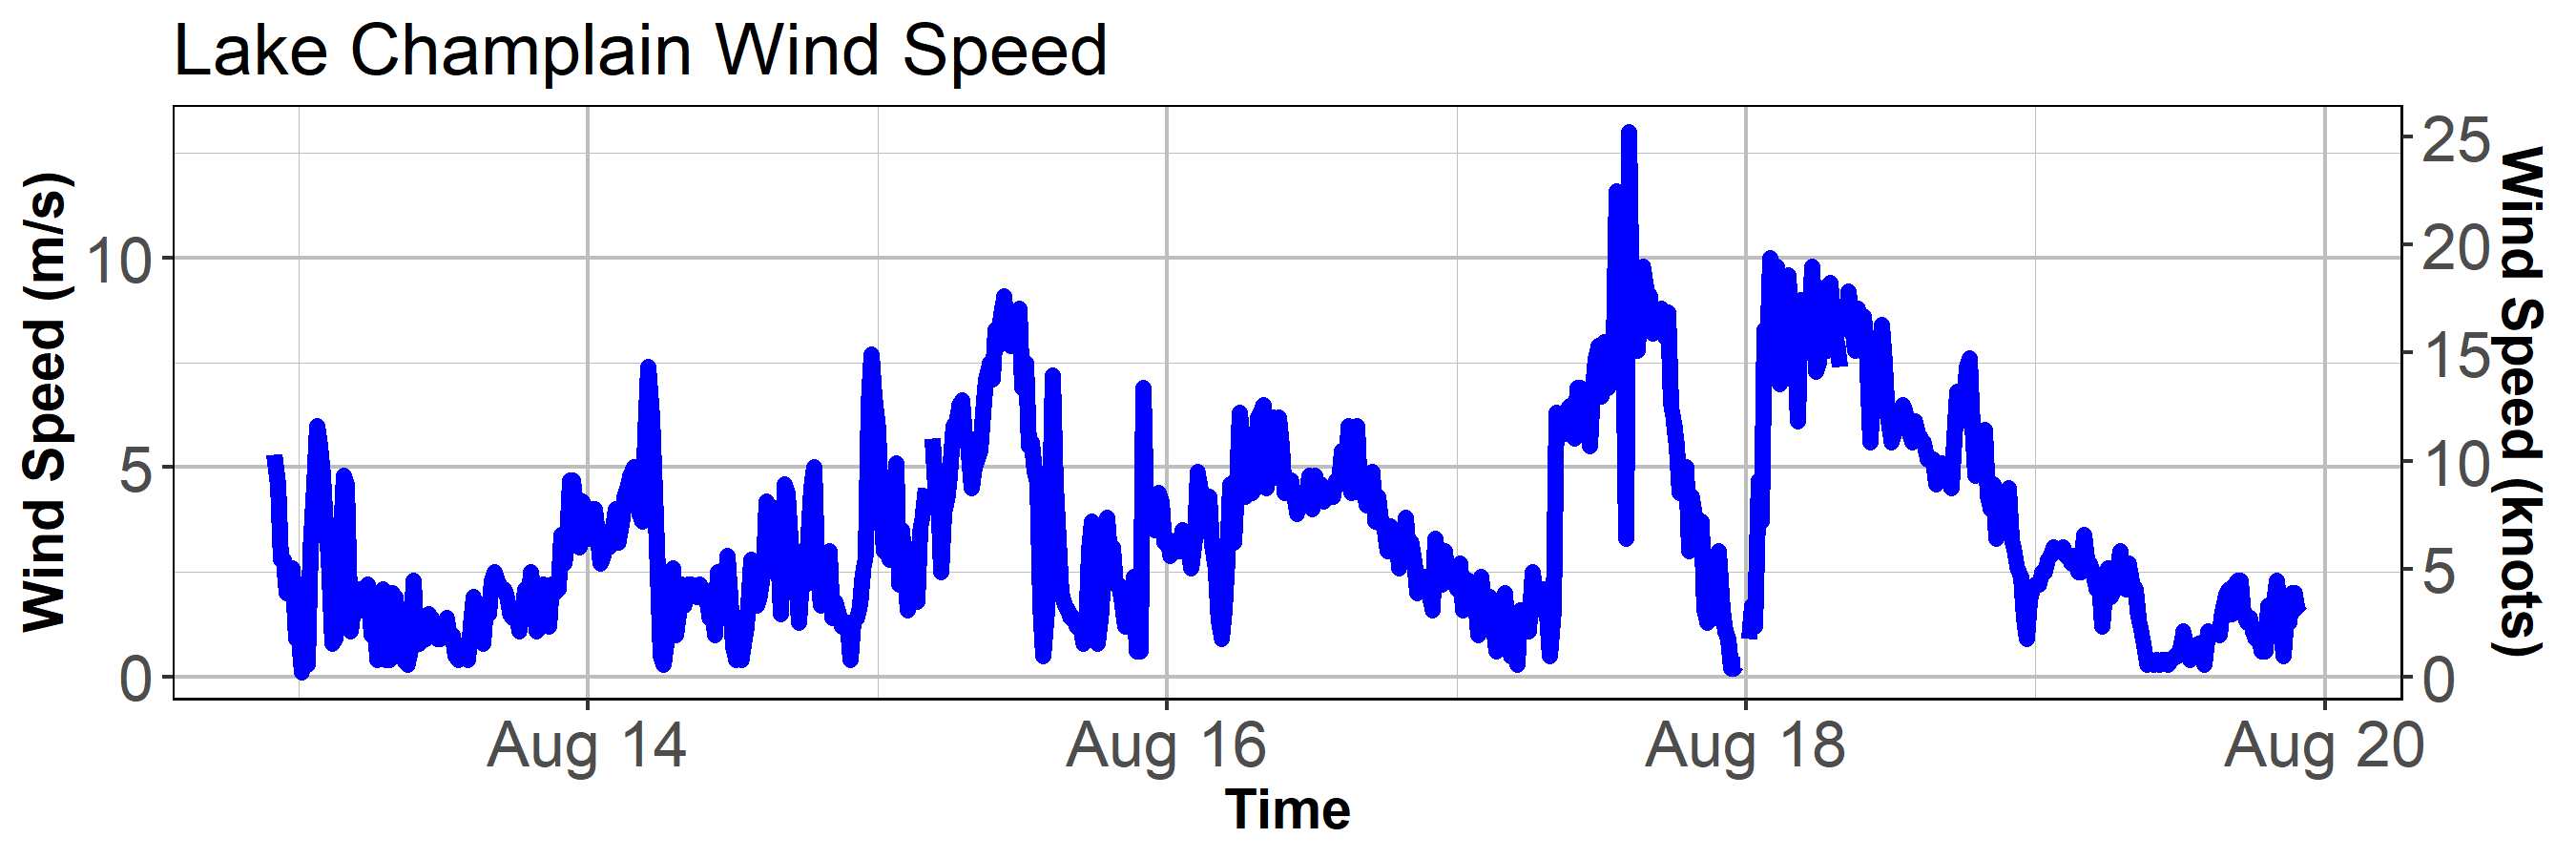 Lake Champlain Wind Speed
Wind Speed (m/s)
10
5
0
25
20
15
10
5
0
Wind Speed (knots)
Aug 14
Aug 16
Aug 18
Aug 20
Time